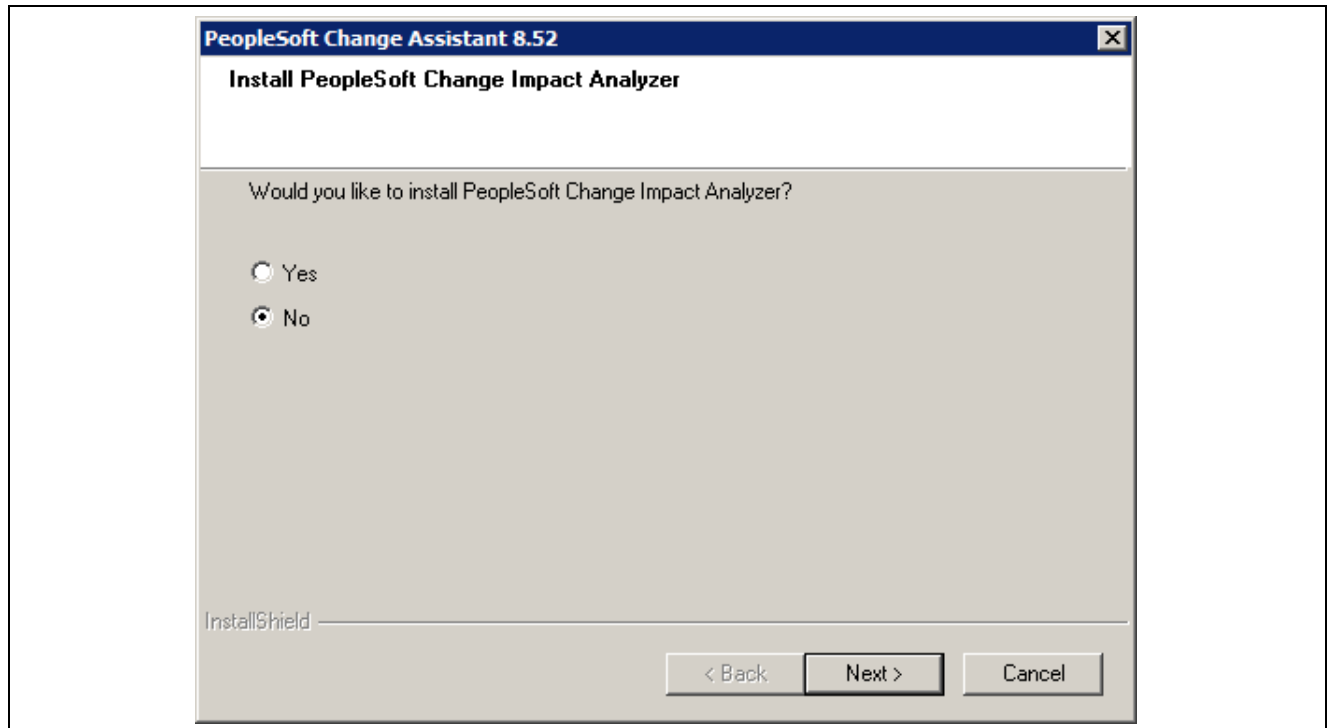 PeopleSoft Change Assistant 8.52
Install PeopleSoft Change Impact Analyzer
Would you like to install PeopleSoft Change Impact Analyzer?
Yes
No
InstallShield
< Back Next > Cancel